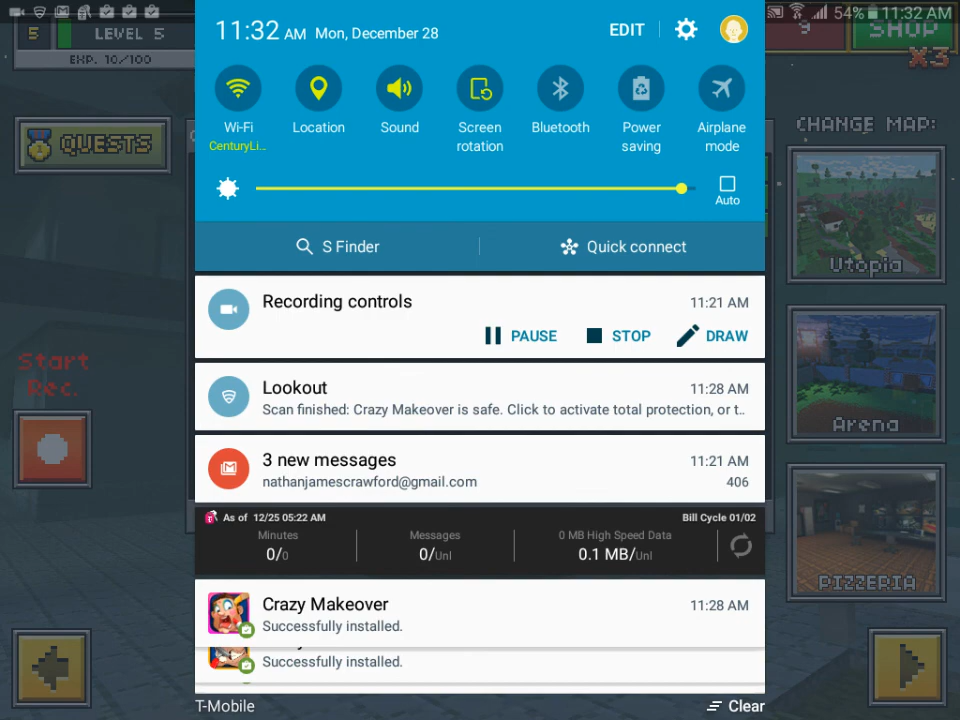 54% 11:32 AM
5
LEVEL 5
EXP. 10/100
11:32 AM Mon, December 28
EDIT
9
SHOP
X3
Wi-Fi
CenturyLi...
Location
Sound
Screen
rotation
Bluetooth
Power
saving
Airplane
mode
QUESTS
CHANGE MAP:
Auto
S Finder
Quick connect
Utopia
Recording controls
11:21 AM
PAUSE
STOP
DRAW
Start
Rec.
Lookout
11:28 AM
Scan finished: Crazy Makeover is safe. Click to activate total protection, or t..
Arena
3 new messages
11:21 AM
nathanjamescrawford@gmail.com
406
As of 12/25 05:22 AM
Bill Cycle 01/02
Minutes
0/0
Messages
0/Unl
0 MB High Speed Data
0.1 MB/Unl
PIZZERIA
Crazy Makeover
11:28 AM
Successfully installed.
Successfully installed.
T-Mobile
Clear